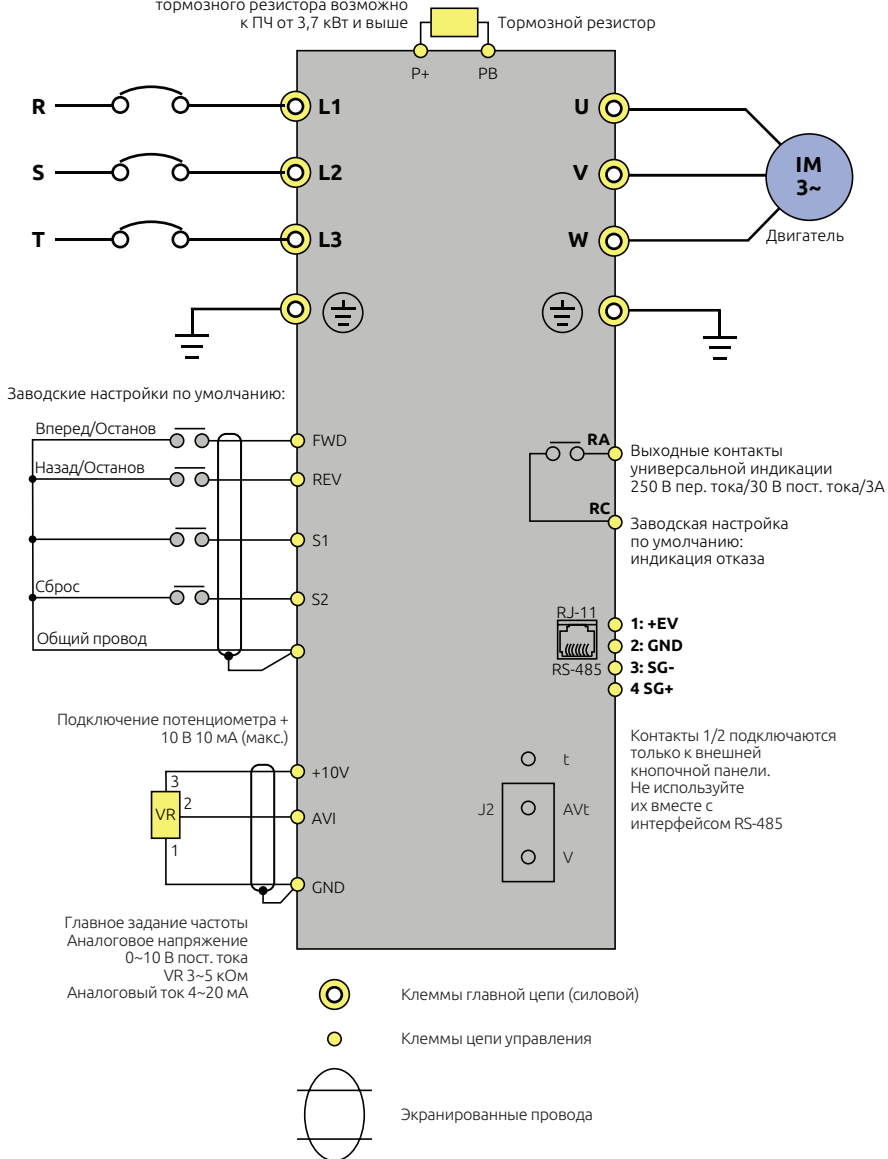 тормозного резистора возможно
к ПЧ от 3,7 кВт и выше
Тормозной резистор
P+
PB
R
L1
U
S
L2
V
IM
3~
T
L3
W
Двигатель
Заводские настройки по умолчанию:
Вперед/Останов
FWD
Назад/Останов
REV
S1
Сброс
S2
Общий провод
RA
Выходные контакты
универсальной индикации
250 В пер. тока/30 В пост. тока/3А
RC
Заводская настройка
по умолчанию:
индикация отказа
RJ-11
RS-485
1: +EV
2: GND
3: SG-
4 SG+
Контакты 1/2 подключаются
только к внешней
кнопочной панели.
Не используйте
их вместе с
интерфейсом RS-485
Подключение потенциометра +
10 В 10 мА (макс.)
+10V
3
VR
2
AVI
1
GND
t
J2
AVt
V
Главное задание частоты
Аналоговое напряжение
0~10 В пост. тока
VR 3~5 кОм
Аналоговый ток 4~20 мА
Клеммы главной цепи (силовой)
Клеммы цепи управления
Экранированные провода